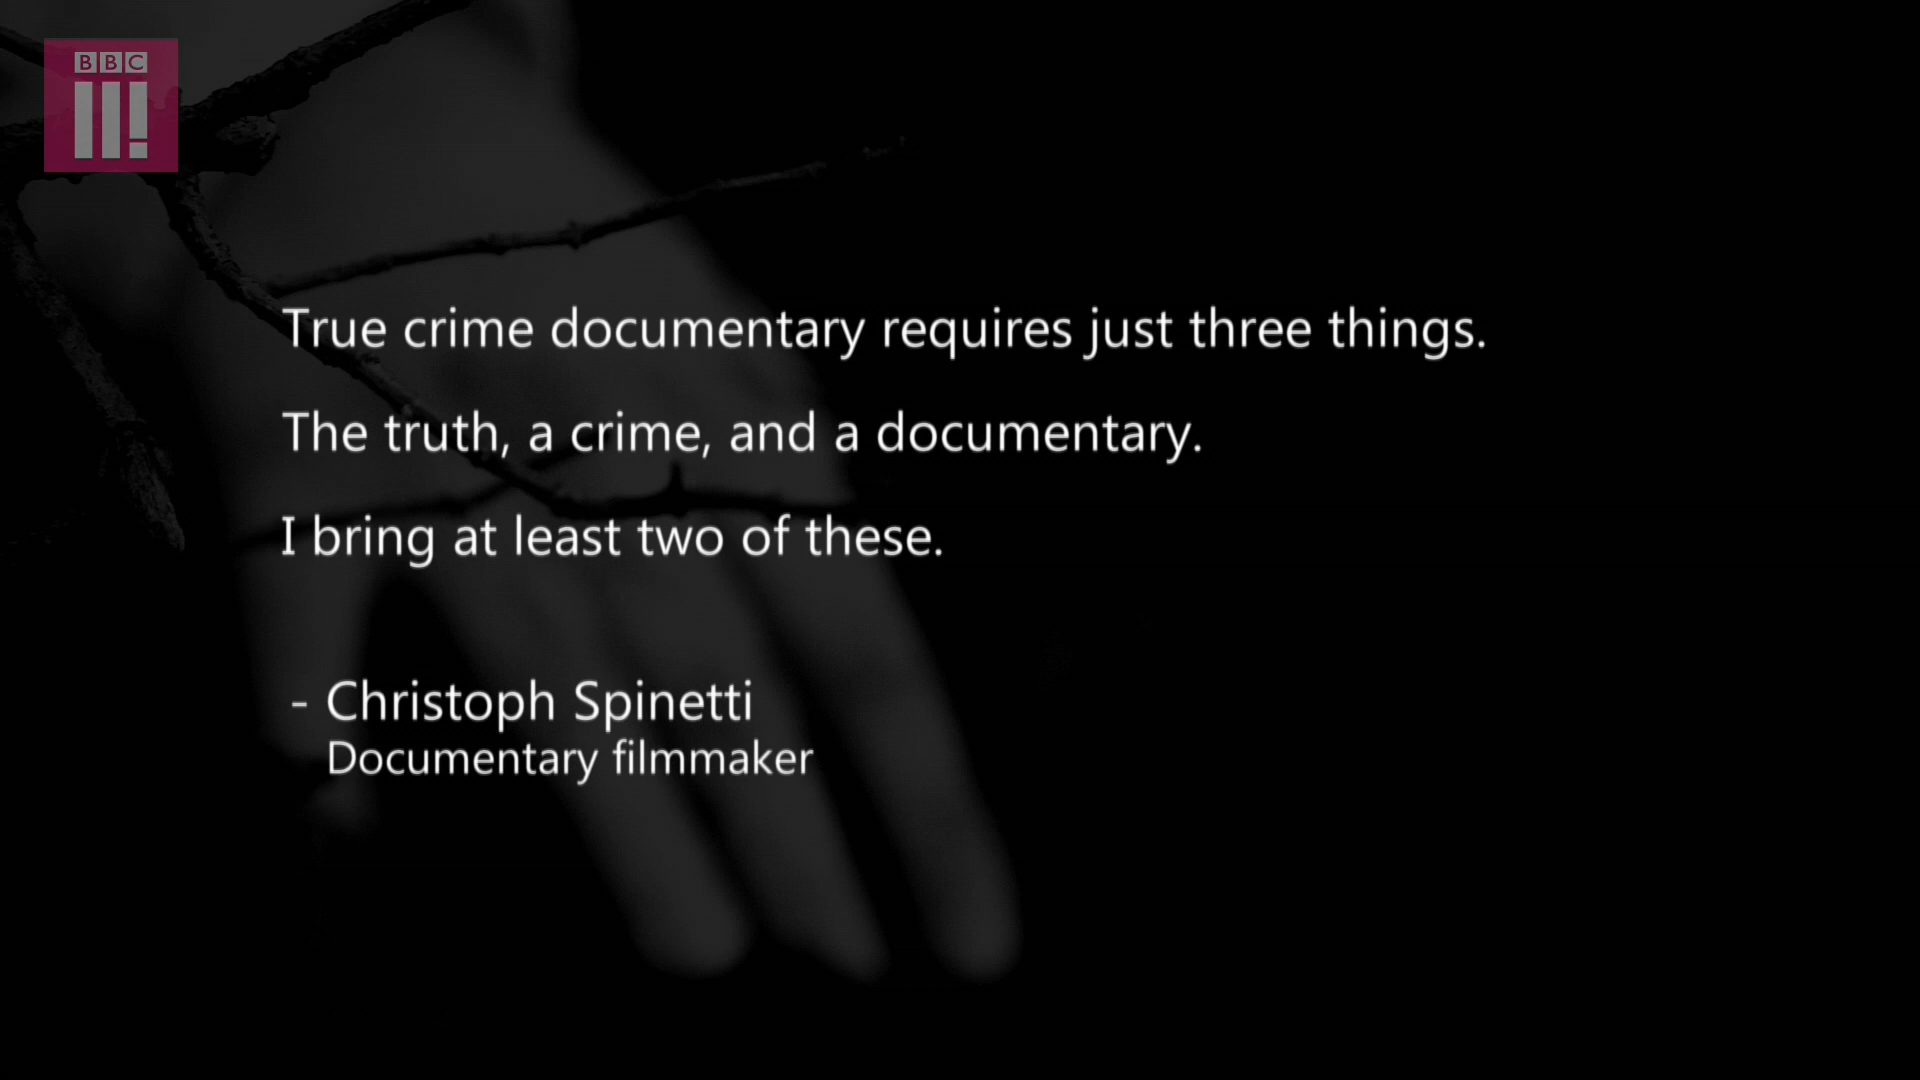 BBC
True crime documentary requires just three things.
The truth, a crime, and a documentary.
I bring at least two of these.
- Christoph Spinetti
Documentary filmmaker